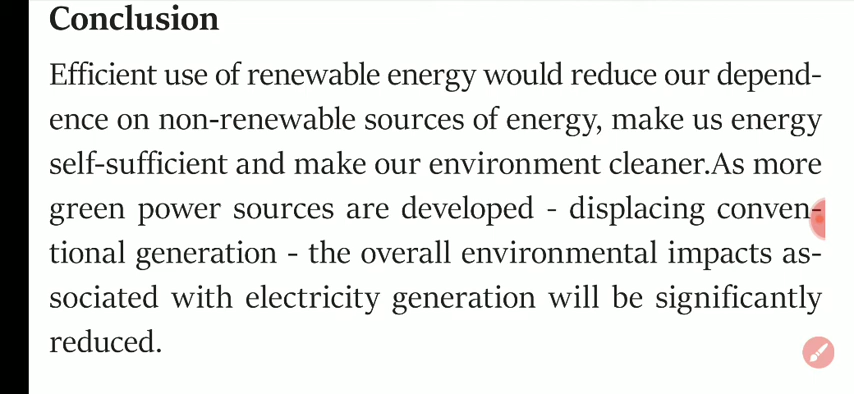 Conclusion
Efficient use of renewable energy would reduce our depend-
ence on non-renewable sources of energy, make us energy
self-sufficient and make our environment cleaner.As more
green power sources are developed - displacing conven-
tional generation - the overall environmental impacts as-
sociated with electricity generation will be significantly
reduced.